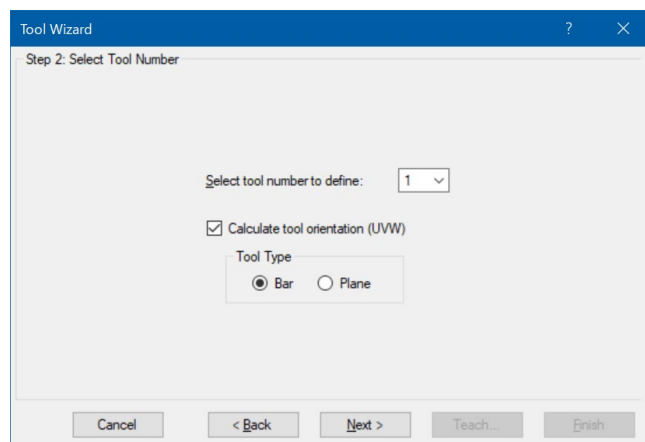 Tool Wizard ?
Step 2: Select Tool Number
Select tool number to define: 1
Calculate tool orientation (UVW)
Tool Type
Bar Plane
Cancel < Back Next > Teach... Finish